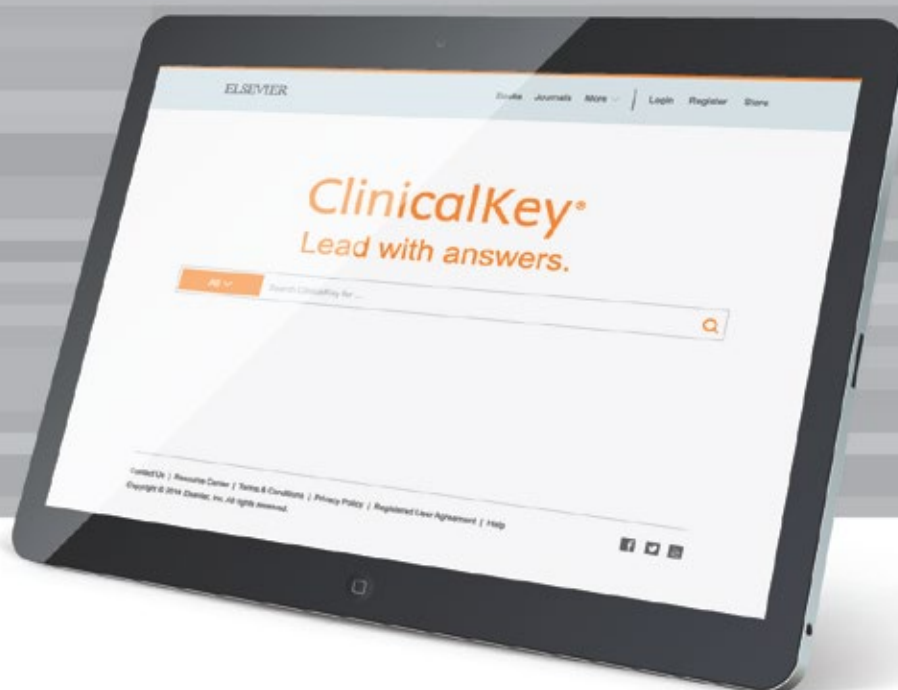 ELSEVIER
Books Journals More Login Register Store
ClinicalKey®
Lead with answers.
All
Search ClinicalKey for ...
Contact Us | Resource Center | Terms & Conditions | Privacy Policy | Registered User Agreement | Help
Copyright © 2014 Elsevier, Inc. All rights reserved.